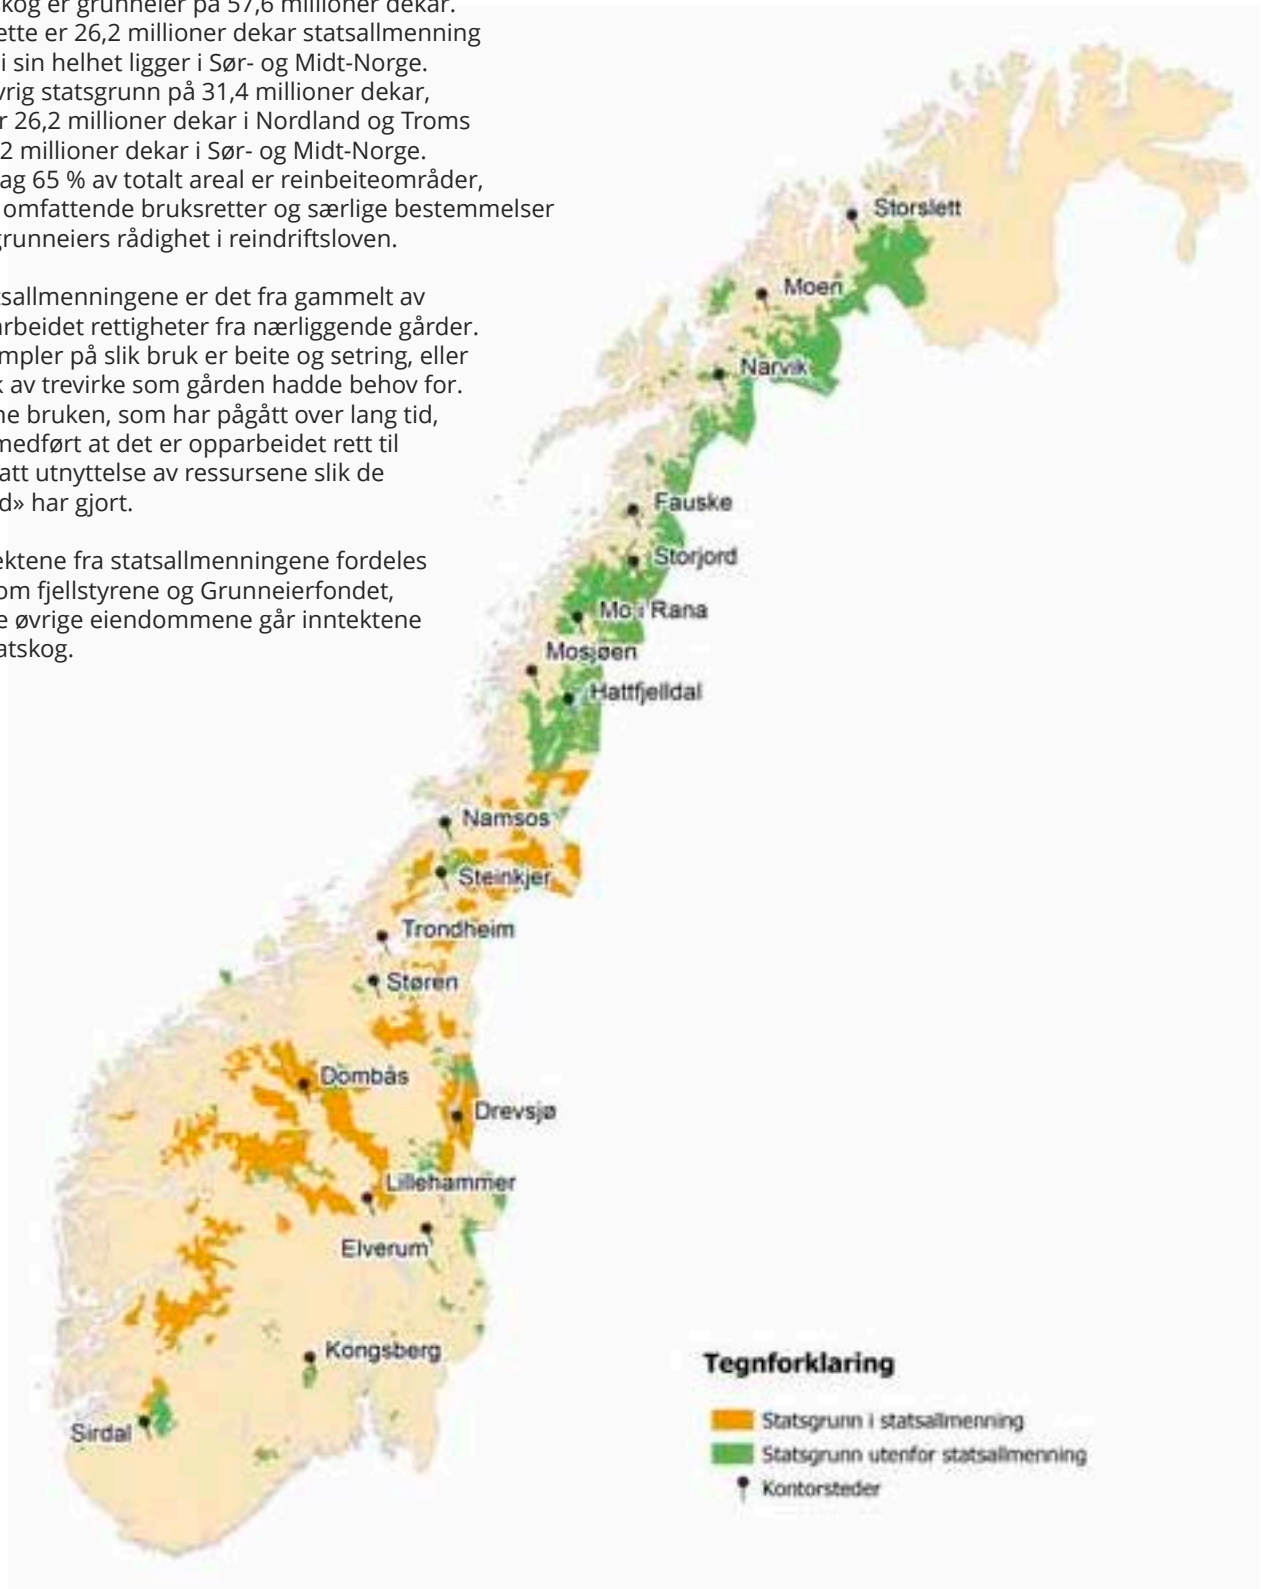 skog er grunneier på 57,6 millioner dekar.
ette er 26,2 millioner dekar statsallmenning
i sin helhet ligger i Sør- og Midt-Norge.
vrig statsgrunn på 31,4 millioner dekar,
r 26,2 millioner dekar i Nordland og Troms
2 millioner dekar i Sør- og Midt-Norge.
ag 65 % av totalt areal er reinbeiteområder,
omfattende bruksretter og særlige bestemmelser
grunneiers rådighet i reindriftsloven.
tsallmenningene er det fra gammelt av
arbeidet rettigheter fra nærliggende gårder.
mpler på slik bruk er beite og setring, eller
k av trevirke som gården hadde behov for.
ne bruken, som har pågått over lang tid,
medført at det er opparbeidet rett til
att utnyttelse av ressursene slik de
d» har gjort.
ektene fra statsallmenningene fordeles
om fjellstyrene og Grunneierfondet,
e øvrige eiendommene går inntektene
atskog.
Storslett
Moen
Narvik
Fauske
Storjord
Mo i Rana
Mosjøen
Hattfjelldal
Namsos
Steinkjer
Trondheim
Støren
Dombås
Drevsjø
Lillehammer
Elverum
Kongsberg
Sirdal
Tegnforklaring
Statsgrunn i statsallmenning
Statsgrunn utenfor statsallmenning
Kontorsteder